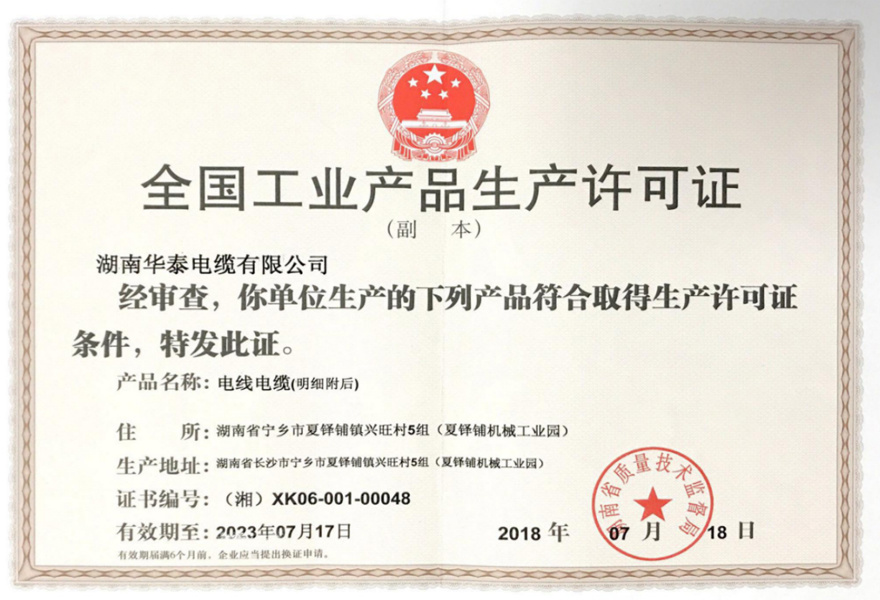 全国工业产品生产许可证
（副 本）
湖南华泰电缆有限公司
经审查，你单位生产的下列产品符合取得生产许可证
条件，特发此证。
产品名称：电线电缆(明细附后)
住 所：湖南省宁乡市夏铎铺镇兴旺村5组（夏铎铺机械工业园）
生产地址：湖南省长沙市宁乡市夏铎铺镇兴旺村5组（夏铎铺机械工业园）
证书编号：（湘）XK06-001-00048
有效期至：2023年07月17日
有效期届满6个月前，企业应当提出换证申请。
2018 年 07 月 18 日
湖南省质量技术监督局